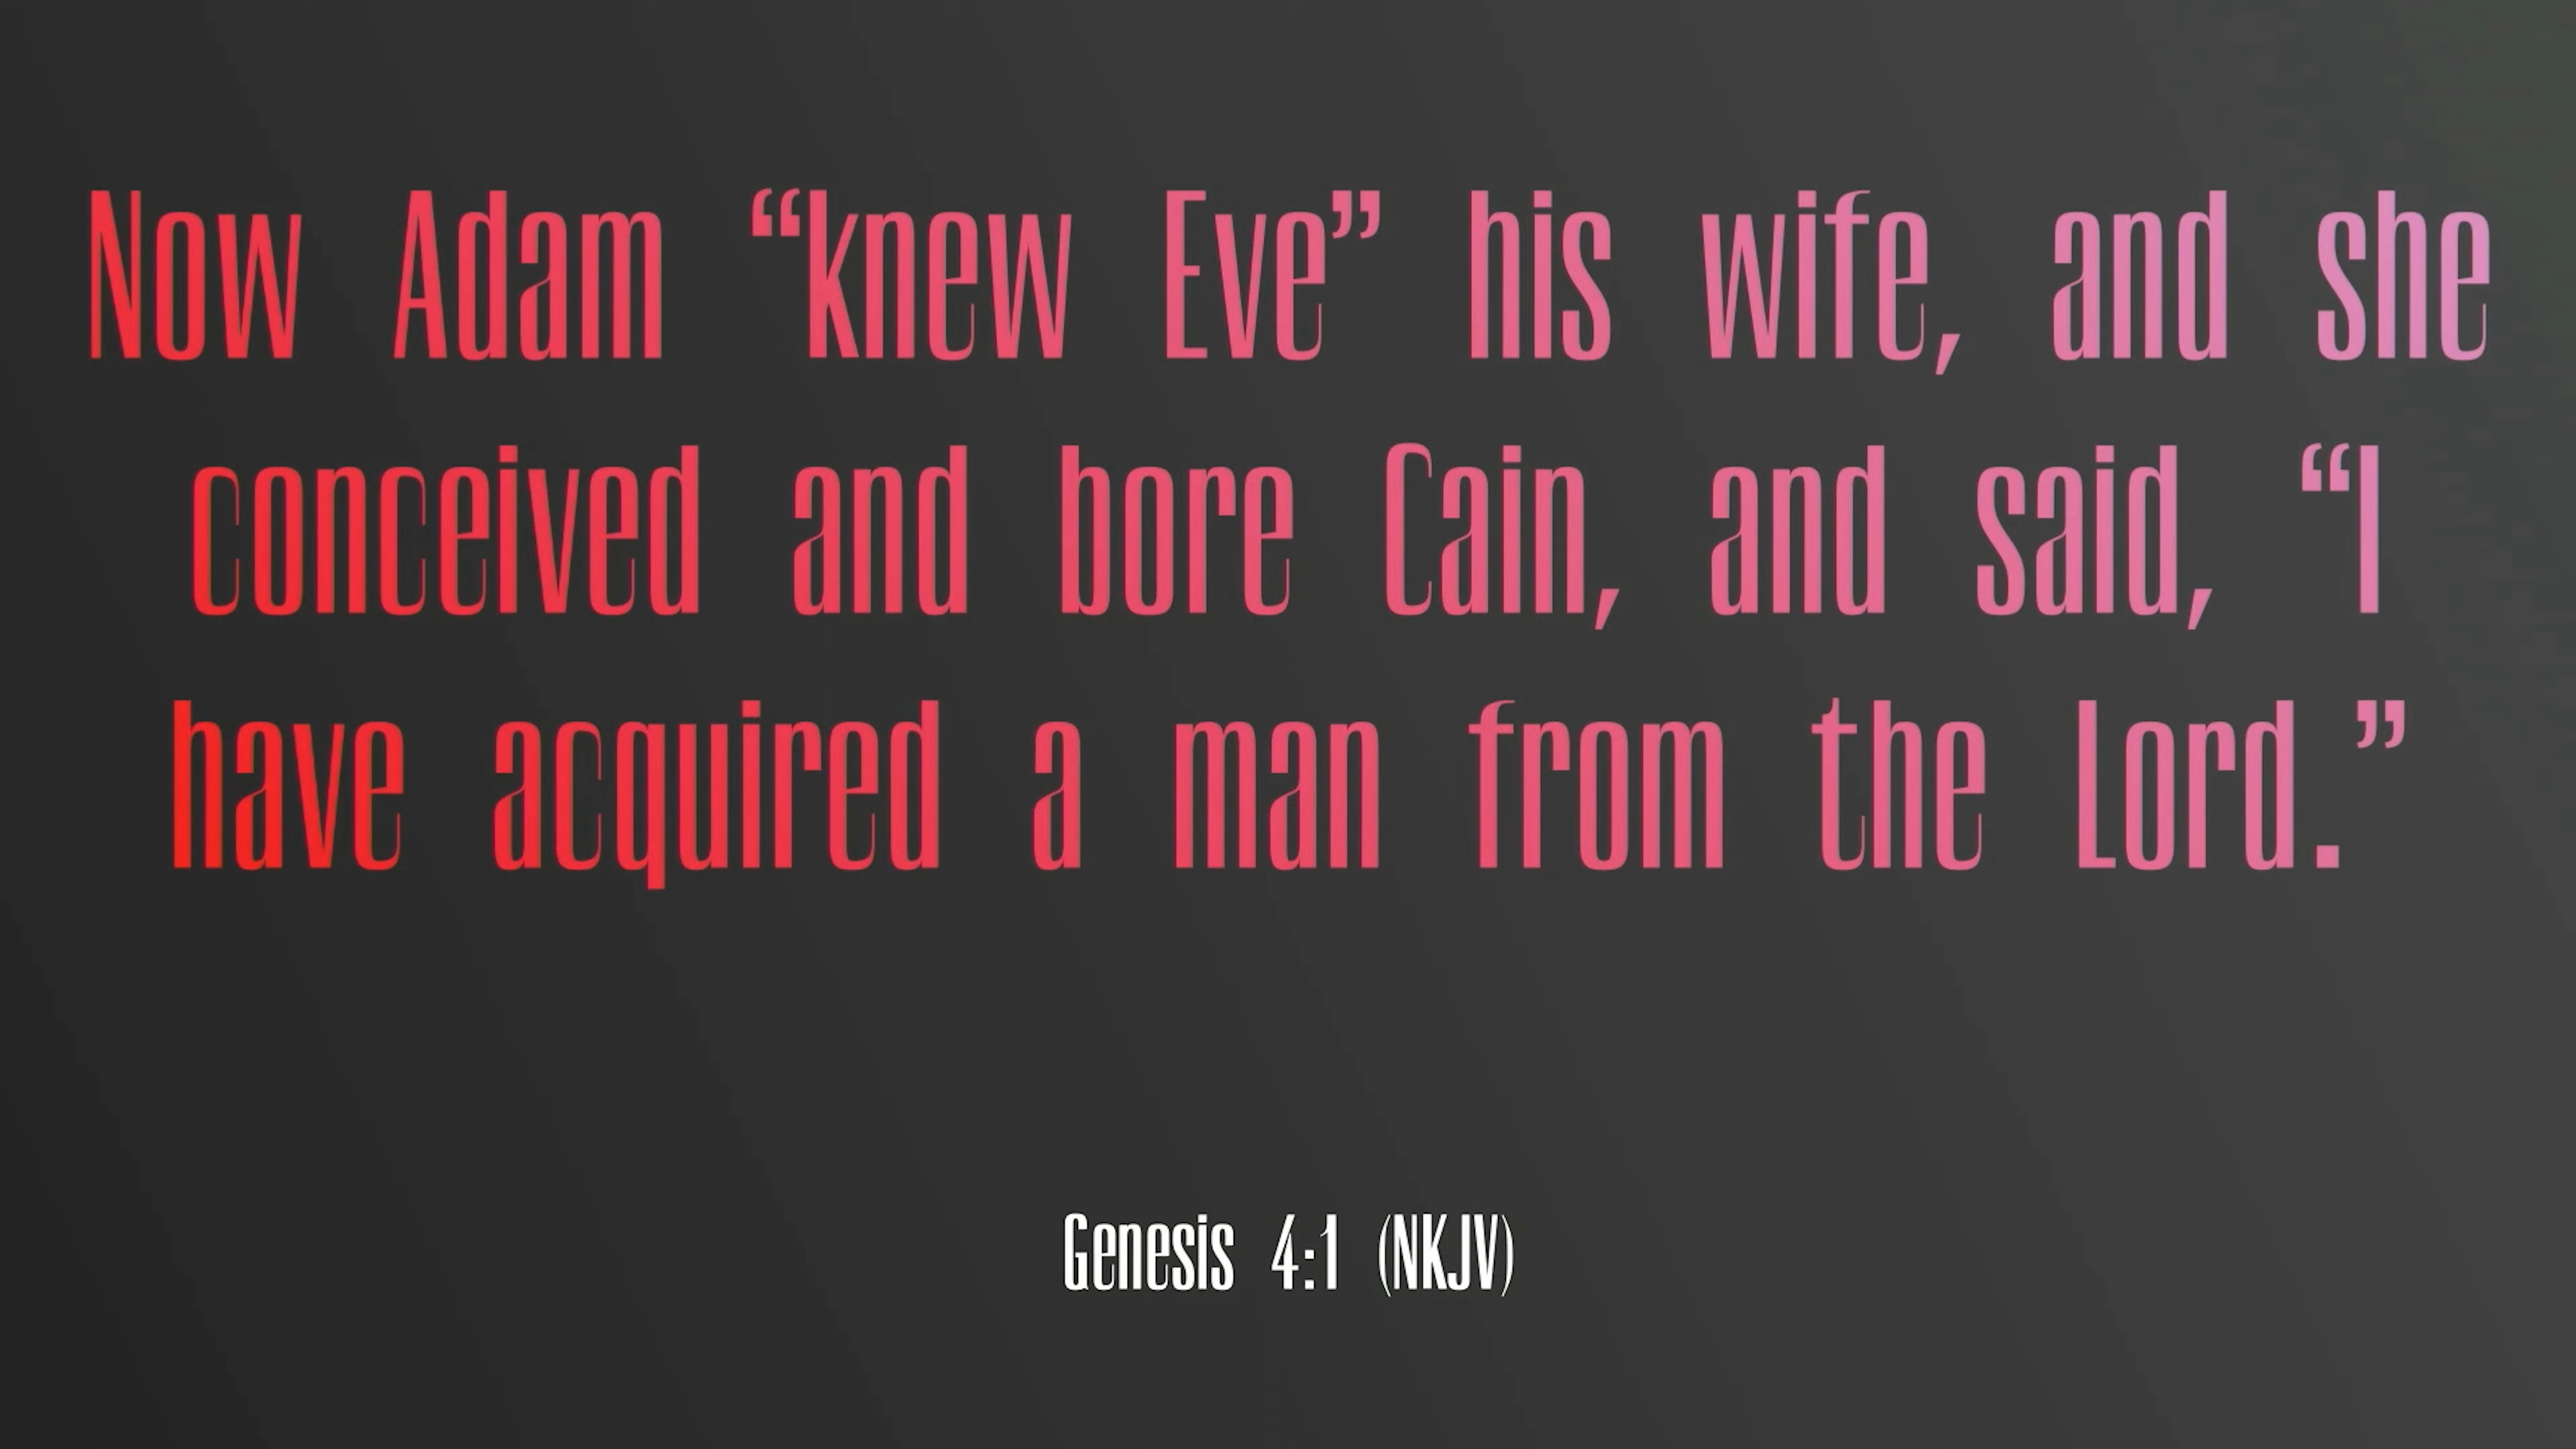 Now Adam “knew Eve” his wife, and she
conceived and bore Cain, and said, “I
have acquired a man from the Lord.”
Genesis 4:1 (NKJV)